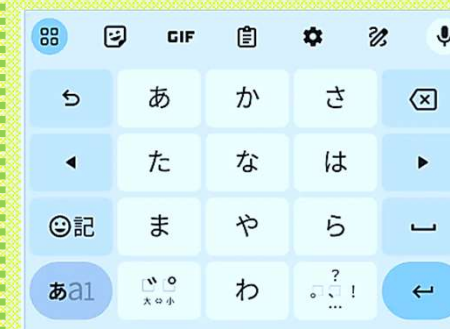 GIF
あ か さ
た な は
記 ま や ら
あa1 ゛゜ 大⇔小 わ 。、?!…